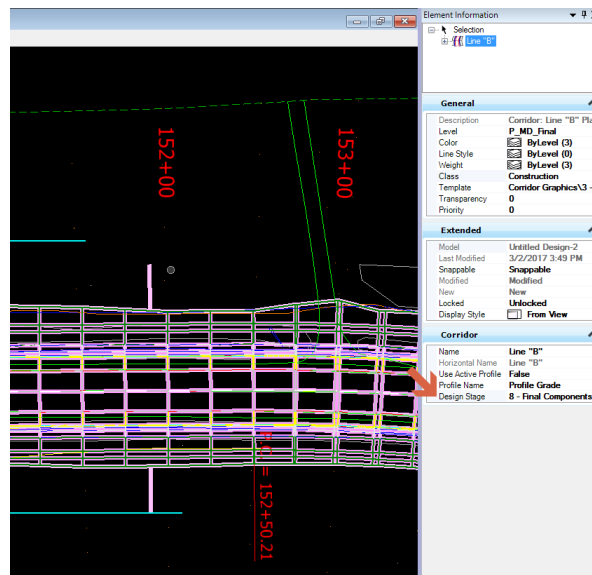 Element Information
Selection
Line "B"
General
Description Corridor: Line "B" Pla
Level P_MD_Final
Color ByLevel (3)
Line Style ByLevel (0)
Weight ByLevel (3)
Class Construction
Template Corridor Graphics\3 -
Transparency 0
Priority 0
Extended
Model Untitled Design-2
Last Modified 3/2/2017 3:49 PM
Snappable Snappable
Modified Modified
New New
Locked Unlocked
Display Style From View
Corridor
Name Line "B"
Horizontal Name Line "B"
Use Active Profile False
Profile Name Profile Grade
Design Stage 8 - Final Components
152+00
153+00
= 152+50.21